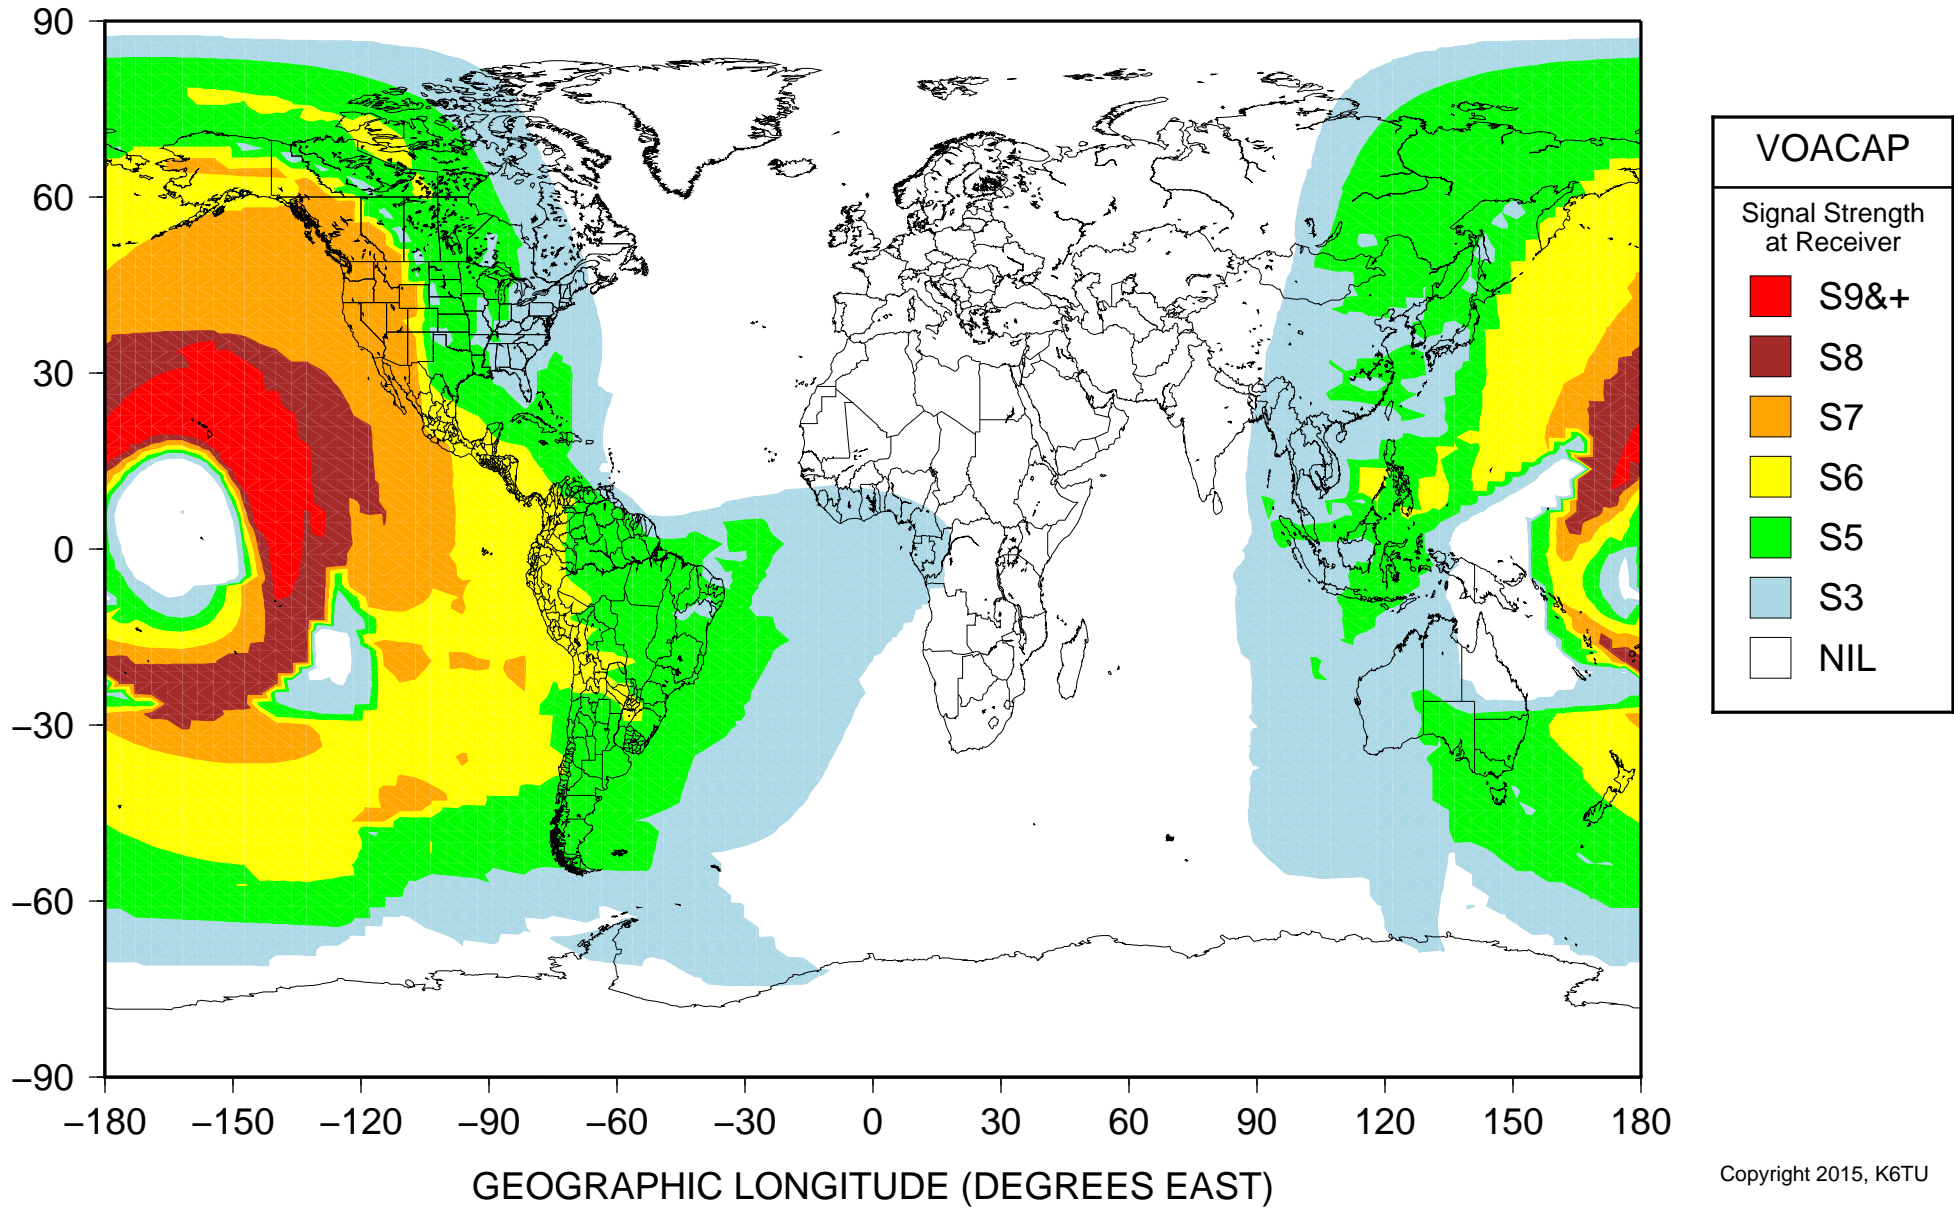 90
60
30
0
−30
−60
−90
−180 −150 −120 −90 −60 −30 0 30 60 90 120 150 180
GEOGRAPHIC LONGITUDE (DEGREES EAST)
VOACAP
Signal Strength
at Receiver
S9&+
S8
S7
S6
S5
S3
NIL
Copyright 2015, K6TU